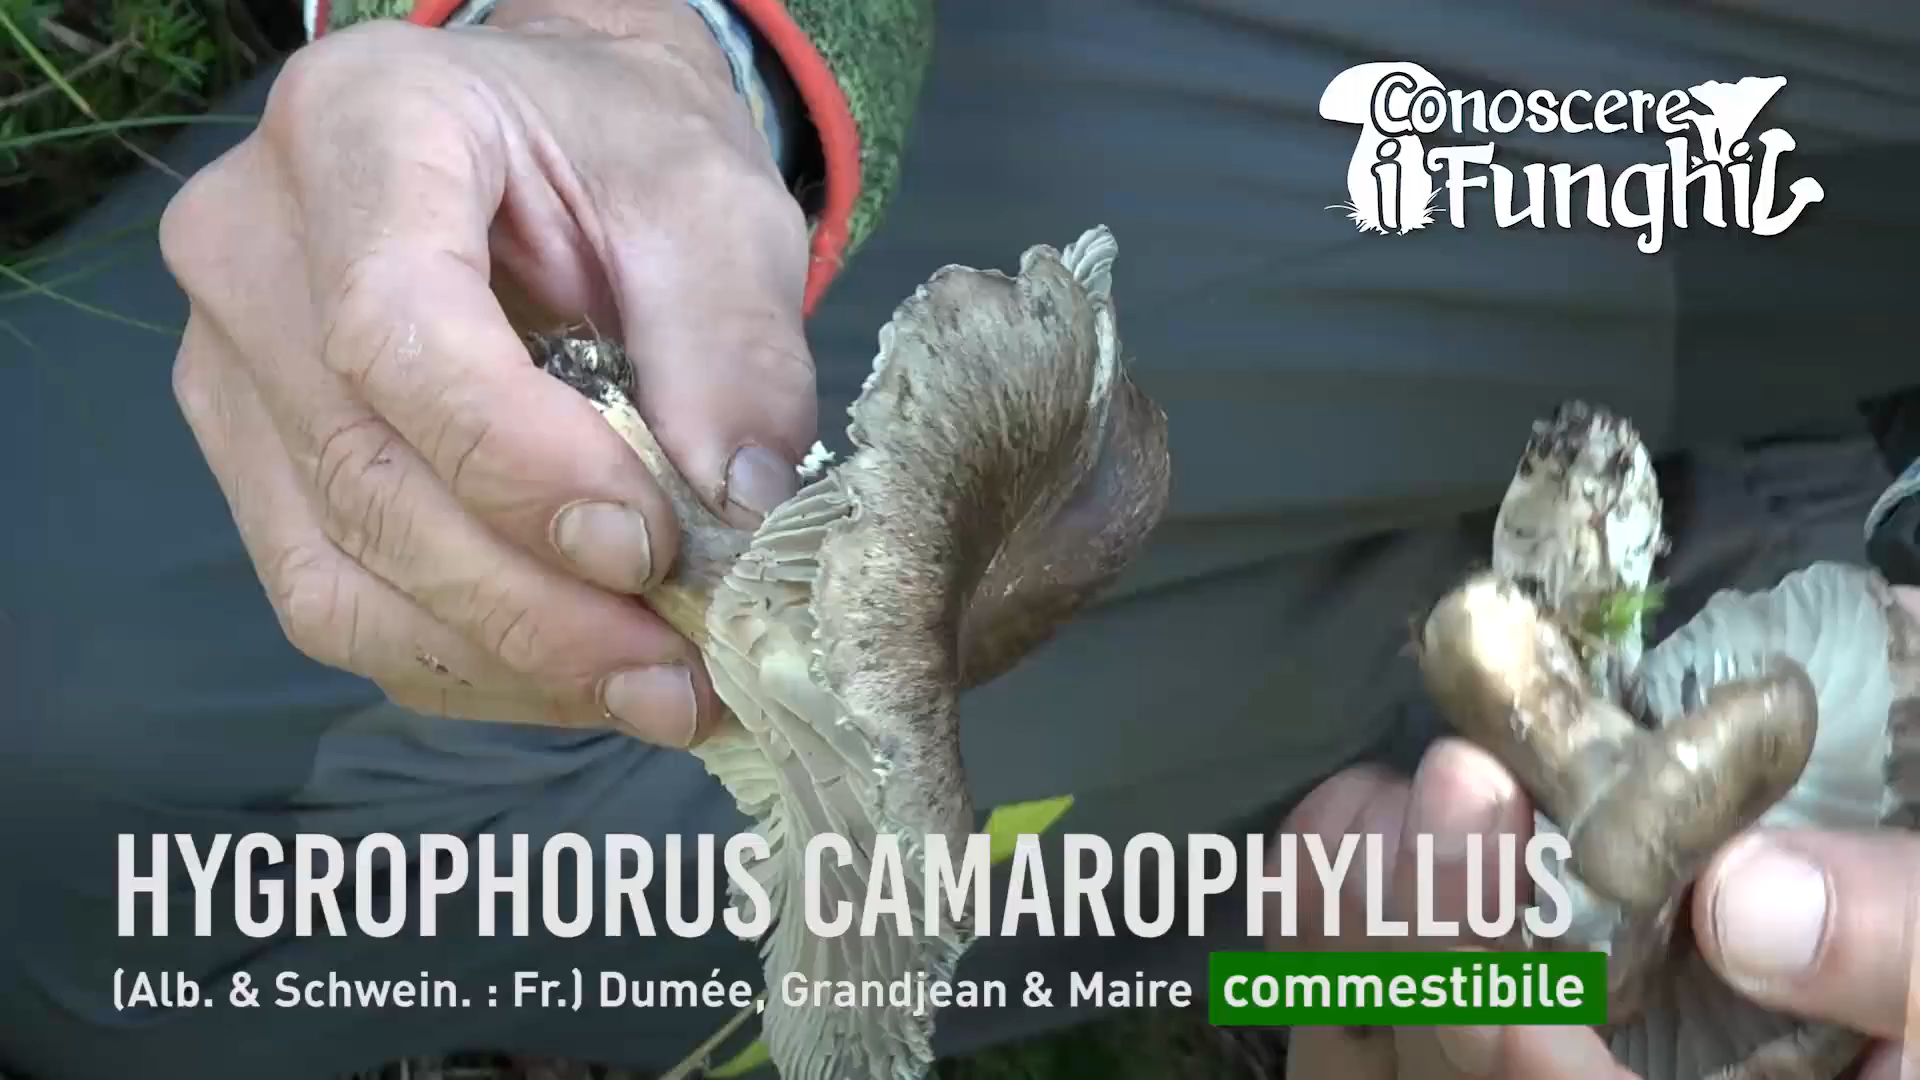 Conoscere
i Funghi
HYGROPHORUS CAMAROPHYLLUS
(Alb. & Schwein. : Fr.) Dumée, Grandjean & Maire commestibile